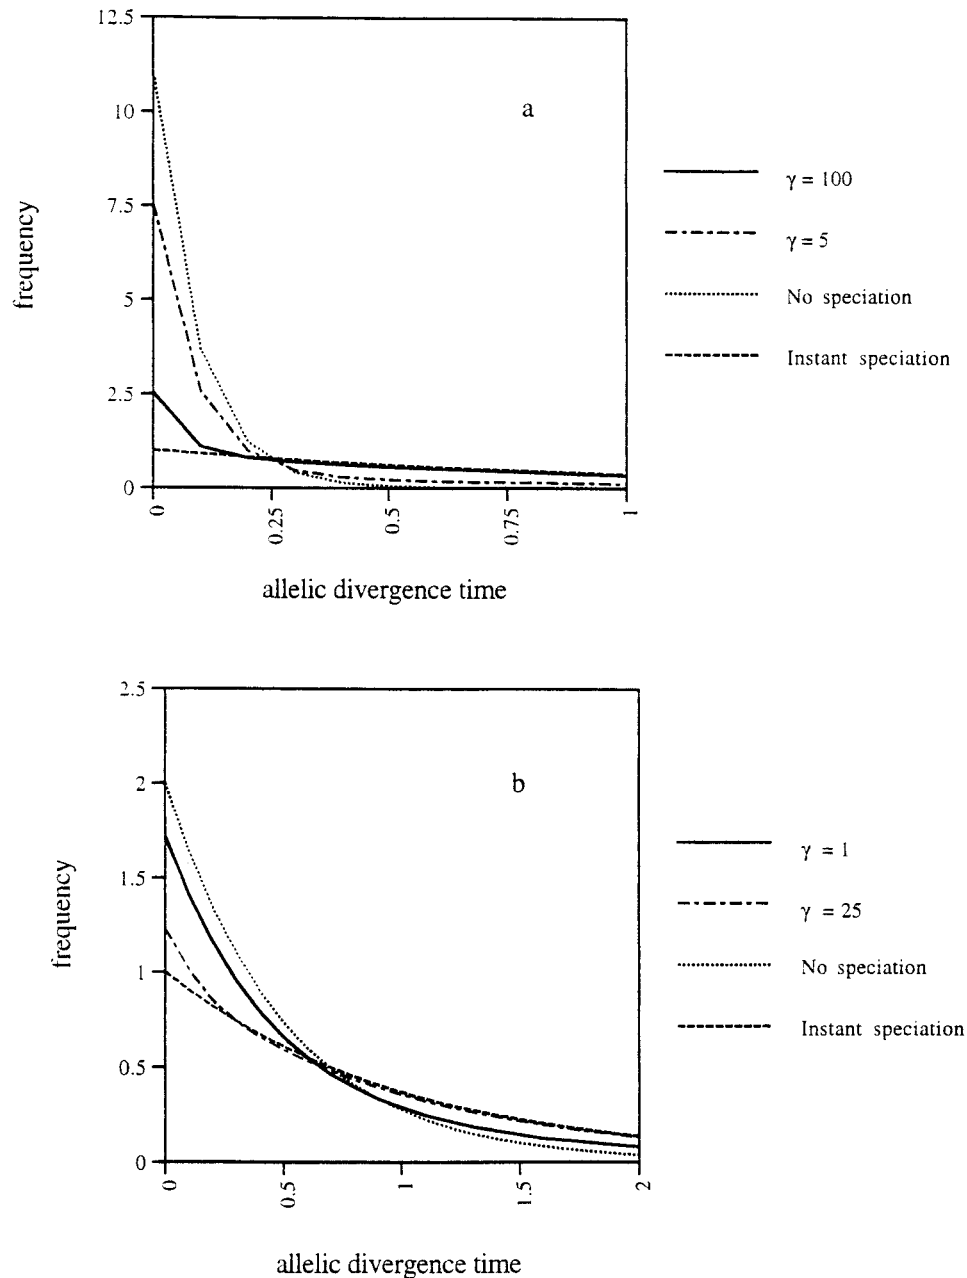 12.5
10
7.5
5
2.5
0
frequency
a
0
0.25
0.5
0.75
1
allelic divergence time
γ = 100
γ = 5
No speciation
Instant speciation
2.5
2
1.5
1
0.5
0
frequency
b
0
0.5
1
1.5
2
allelic divergence time
γ = 1
γ = 25
No speciation
Instant speciation